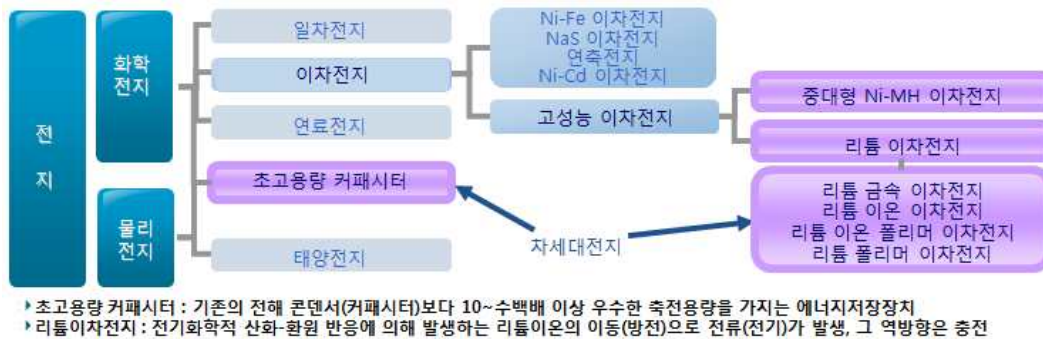 전
지
화학
전지
물리
전지
일차전지
이차전지
연료전지
초고용량 커패시터
태양전지
Ni-Fe 이차전지
NaS 이차전지
연축전지
Ni-Cd 이차전지
고성능 이차전지
차세대전지
중대형 Ni-MH 이차전지
리튬 이차전지
리튬 금속 이차전지
리튬 이온 이차전지
리튬 이온 폴리머 이차전지
리튬 폴리머 이차전지
초고용량 커패시터 : 기존의 전해 콘덴서(커패시터)보다 10~수백배 이상 우수한 축전용량을 가지는 에너지저장장치
리튬이차전지 : 전기화학적 산화-환원 반응에 의해 발생하는 리튬이온의 이동(방전)으로 전류(전기)가 발생, 그 역방향은 충전